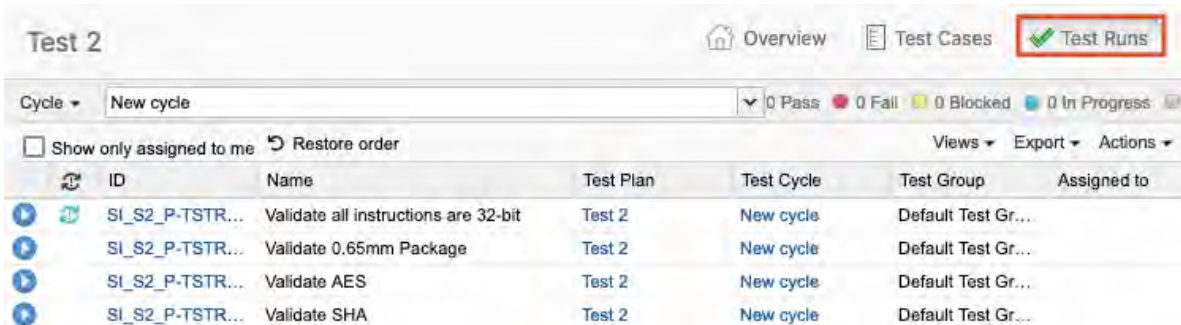 Test 2 Overview Test Cases Test Runs
Cycle New cycle 0 Pass 0 Fail 0 Blocked 0 In Progress
Show only assigned to me Restore order Views Export Actions
ID Name Test Plan Test Cycle Test Group Assigned to
SI_S2_P-TSTR... Validate all instructions are 32-bit Test 2 New cycle Default Test Gr...
SI_S2_P-TSTR... Validate 0.65mm Package Test 2 New cycle Default Test Gr...
SI_S2_P-TSTR... Validate AES Test 2 New cycle Default Test Gr...
SI_S2_P-TSTR... Validate SHA Test 2 New cycle Default Test Gr...